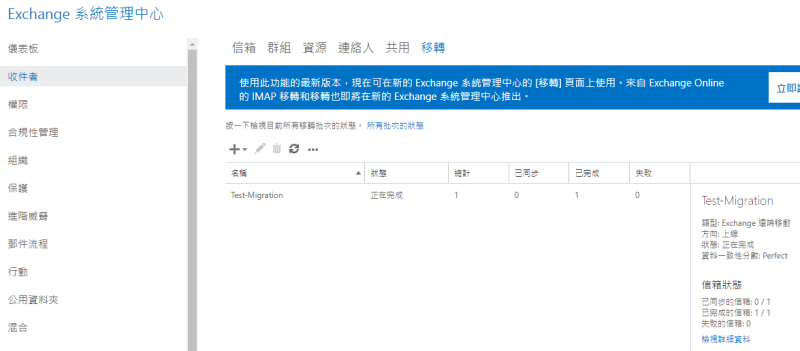 Exchange 系統管理中心
儀表板
收件者
權限
合規性管理
組織
保護
進階威脅
郵件流程
行動
公用資料夾
混合
信箱 群組 資源 連絡人 共用 移轉
使用此功能的最新版本，現在可在新的 Exchange 系統管理中心的 [移轉] 頁面上使用。來自 Exchange Online
的 IMAP 移轉和移轉也即將在新的 Exchange 系統管理中心推出。
立即
按一下檢視目前所有移轉批次的狀態。 所有批次的狀態
名稱 狀態 總計 已同步 已完成 失敗
Test-Migration 正在完成 1 0 1 0
Test-Migration
類型: Exchange 遠端移動
方向: 上線
狀態: 正在完成
資料一致性分數: Perfect
信箱狀態
已同步的信箱: 0 / 1
已完成的信箱: 1 / 1
失敗的信箱: 0
檢視詳細資料